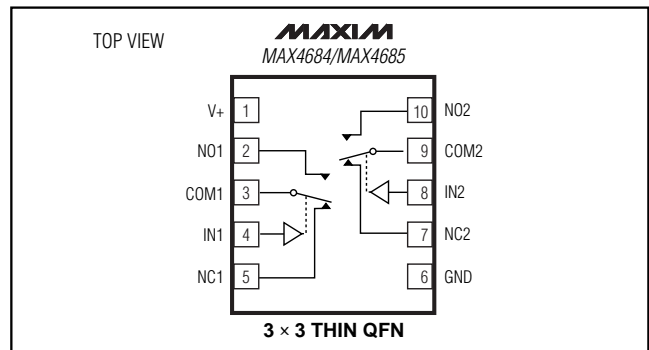 TOP VIEW
MAXIM
MAX4684/MAX4685
V+ 1
10 NO2
NO1 2
9 COM2
COM1 3
8 IN2
IN1 4
7 NC2
NC1 5
6 GND
3 × 3 THIN QFN